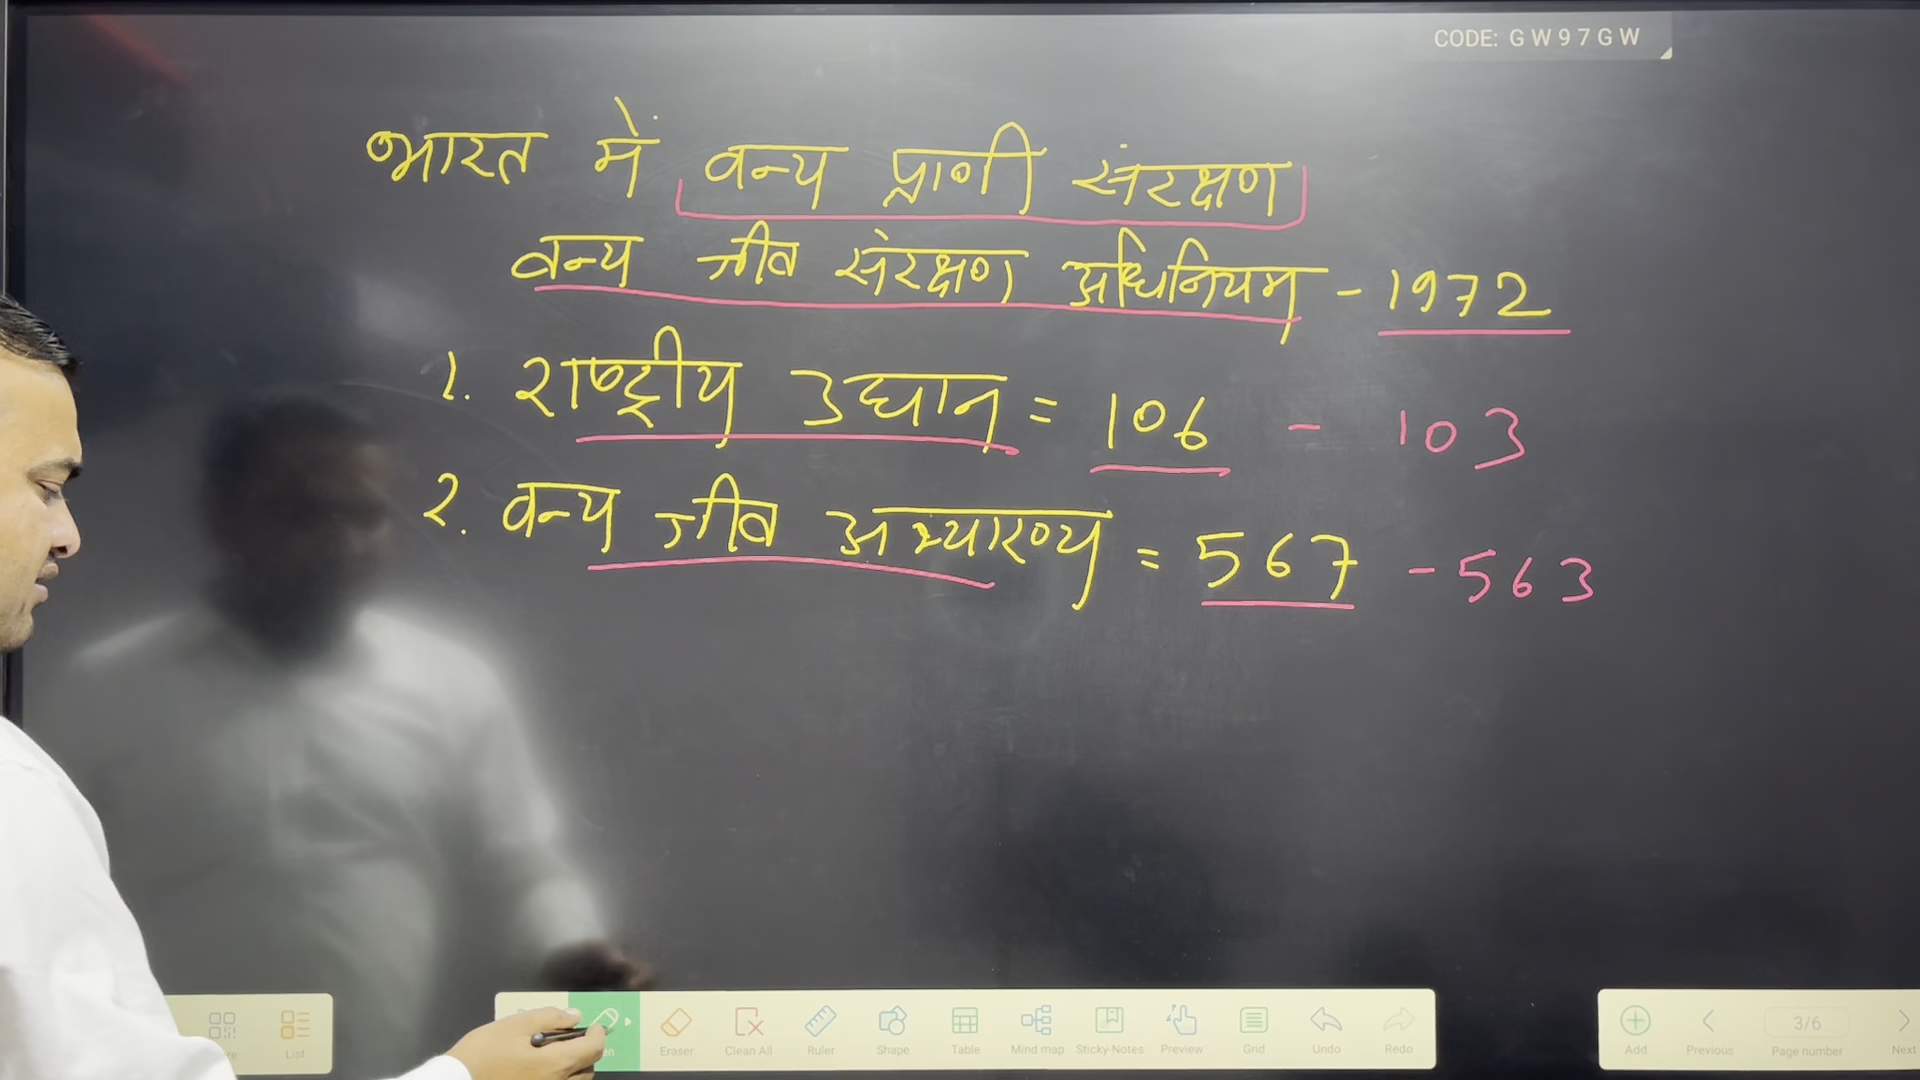 CODE: GW97GW
भारत में वन्य प्राणी संरक्षण
वन्य जीव संरक्षण अधिनियम - 1972
1. राष्ट्रीय उद्यान = 106 - 103
2. वन्य जीव अभ्यारण्य = 567 - 563
List Eraser Clean All Ruler Shape Table Mind map Sticky-Notes Preview Grid Undo Redo Add Previous 3/6 Page number Next